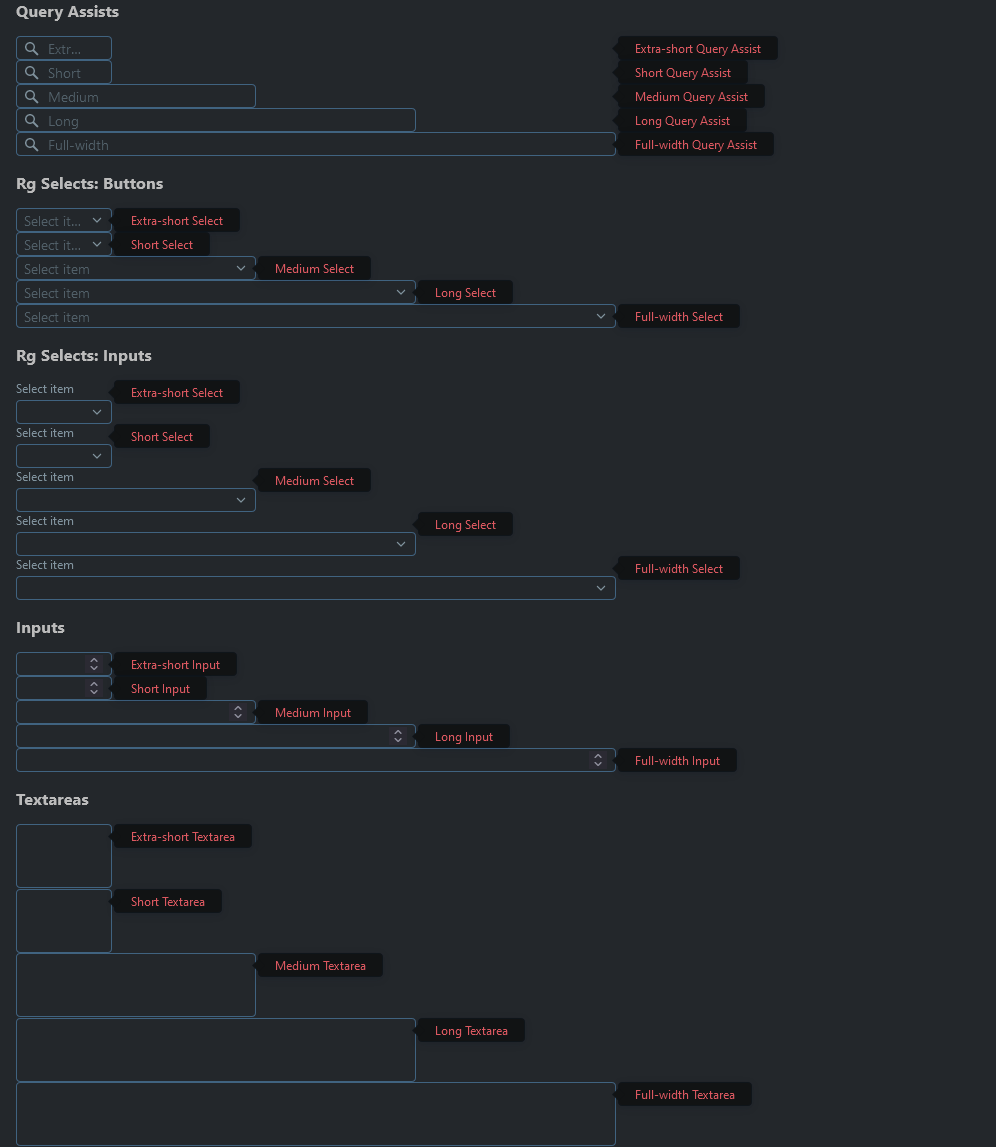 Query Assists
Extr... Extra-short Query Assist
Short Short Query Assist
Medium Medium Query Assist
Long Long Query Assist
Full-width Full-width Query Assist
Rg Selects: Buttons
Select it... Extra-short Select
Select it... Short Select
Select item Medium Select
Select item Long Select
Select item Full-width Select
Rg Selects: Inputs
Select item Extra-short Select
Select item Short Select
Select item Medium Select
Select item Long Select
Select item Full-width Select
Inputs
Extra-short Input
Short Input
Medium Input
Long Input
Full-width Input
Textareas
Extra-short Textarea
Short Textarea
Medium Textarea
Long Textarea
Full-width Textarea